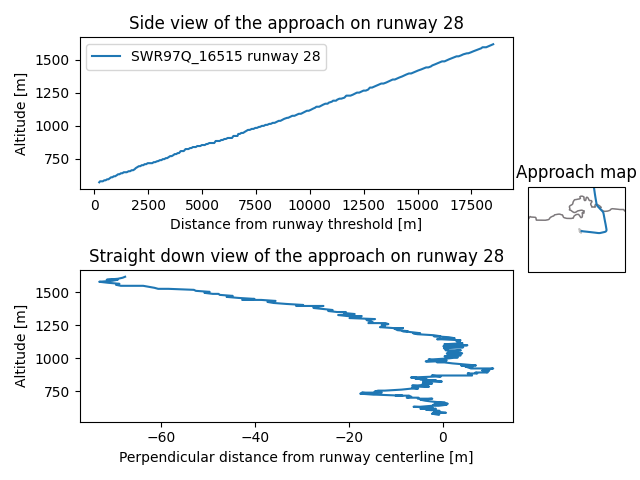 Side view of the approach on runway 28
1500
1250
1000
750
Altitude [m]
SWR97Q_16515 runway 28
0 2500 5000 7500 10000 12500 15000 17500
Distance from runway threshold [m]
Approach map
Straight down view of the approach on runway 28
1500
1250
1000
750
Altitude [m]
−60 −40 −20 0
Perpendicular distance from runway centerline [m]